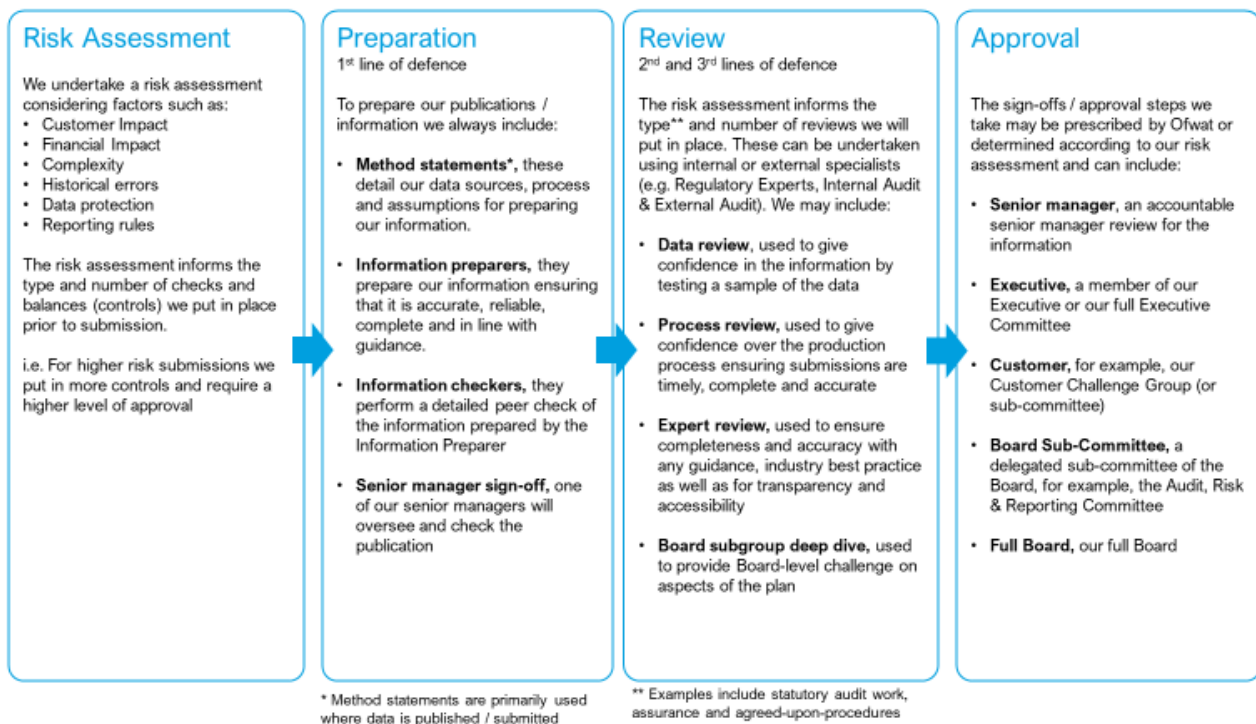 Risk Assessment
We undertake a risk assessment
considering factors such as:
• Customer Impact
• Financial Impact
• Complexity
• Historical errors
• Data protection
• Reporting rules
The risk assessment informs the
type and number of checks and
balances (controls) we put in place
prior to submission.
i.e. For higher risk submissions we
put in more controls and require a
higher level of approval
Preparation
1st line of defence
To prepare our publications /
information we always include:
• Method statements*, these
detail our data sources, process
and assumptions for preparing
our information.
• Information preparers, they
prepare our information ensuring
that it is accurate, reliable,
complete and in line with
guidance.
• Information checkers, they
perform a detailed peer check of
the information prepared by the
Information Preparer
• Senior manager sign-off, one
of our senior managers will
oversee and check the
publication
* Method statements are primarily used
where data is published / submitted
Review
2nd and 3rd lines of defence
The risk assessment informs the
type** and number of reviews we will
put in place. These can be undertaken
using internal or external specialists
(e.g. Regulatory Experts, Internal Audit
& External Audit). We may include:
• Data review, used to give
confidence in the information by
testing a sample of the data
• Process review, used to give
confidence over the production
process ensuring submissions are
timely, complete and accurate
• Expert review, used to ensure
completeness and accuracy with
any guidance, industry best practice
as well as for transparency and
accessibility
• Board subgroup deep dive, used
to provide Board-level challenge on
aspects of the plan
** Examples include statutory audit work,
assurance and agreed-upon-procedures
Approval
The sign-offs / approval steps we
take may be prescribed by Ofwat or
determined according to our risk
assessment and can include:
• Senior manager, an accountable
senior manager review for the
information
• Executive, a member of our
Executive or our full Executive
Committee
• Customer, for example, our
Customer Challenge Group (or
sub-committee)
• Board Sub-Committee, a
delegated sub-committee of the
Board, for example, the Audit, Risk
& Reporting Committee
• Full Board, our full Board